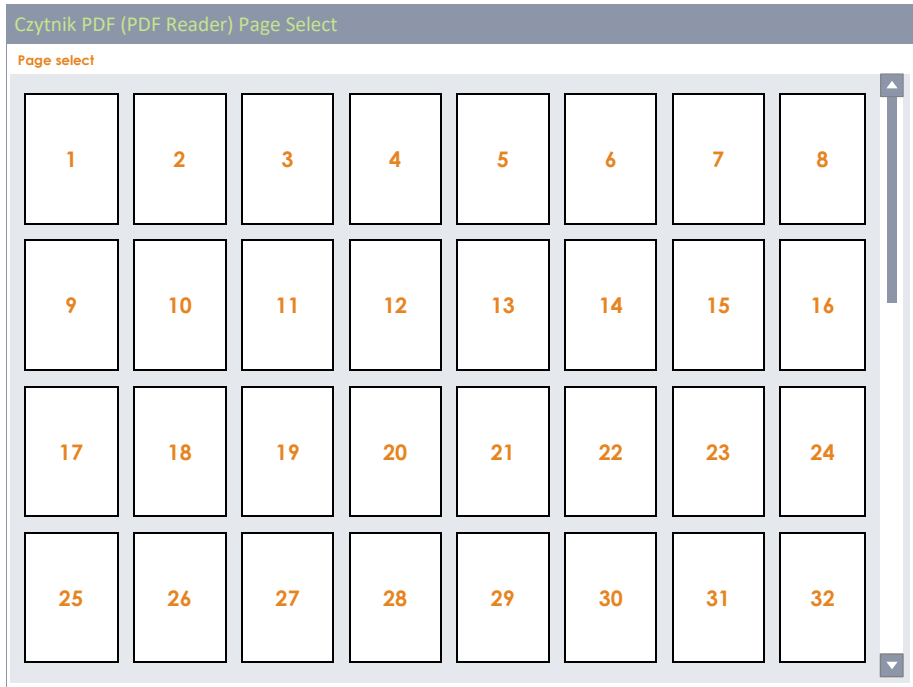 Czytnik PDF (PDF Reader) Page Select
Page select
1 2 3 4 5 6 7 8
9 10 11 12 13 14 15 16
17 18 19 20 21 22 23 24
25 26 27 28 29 30 31 32